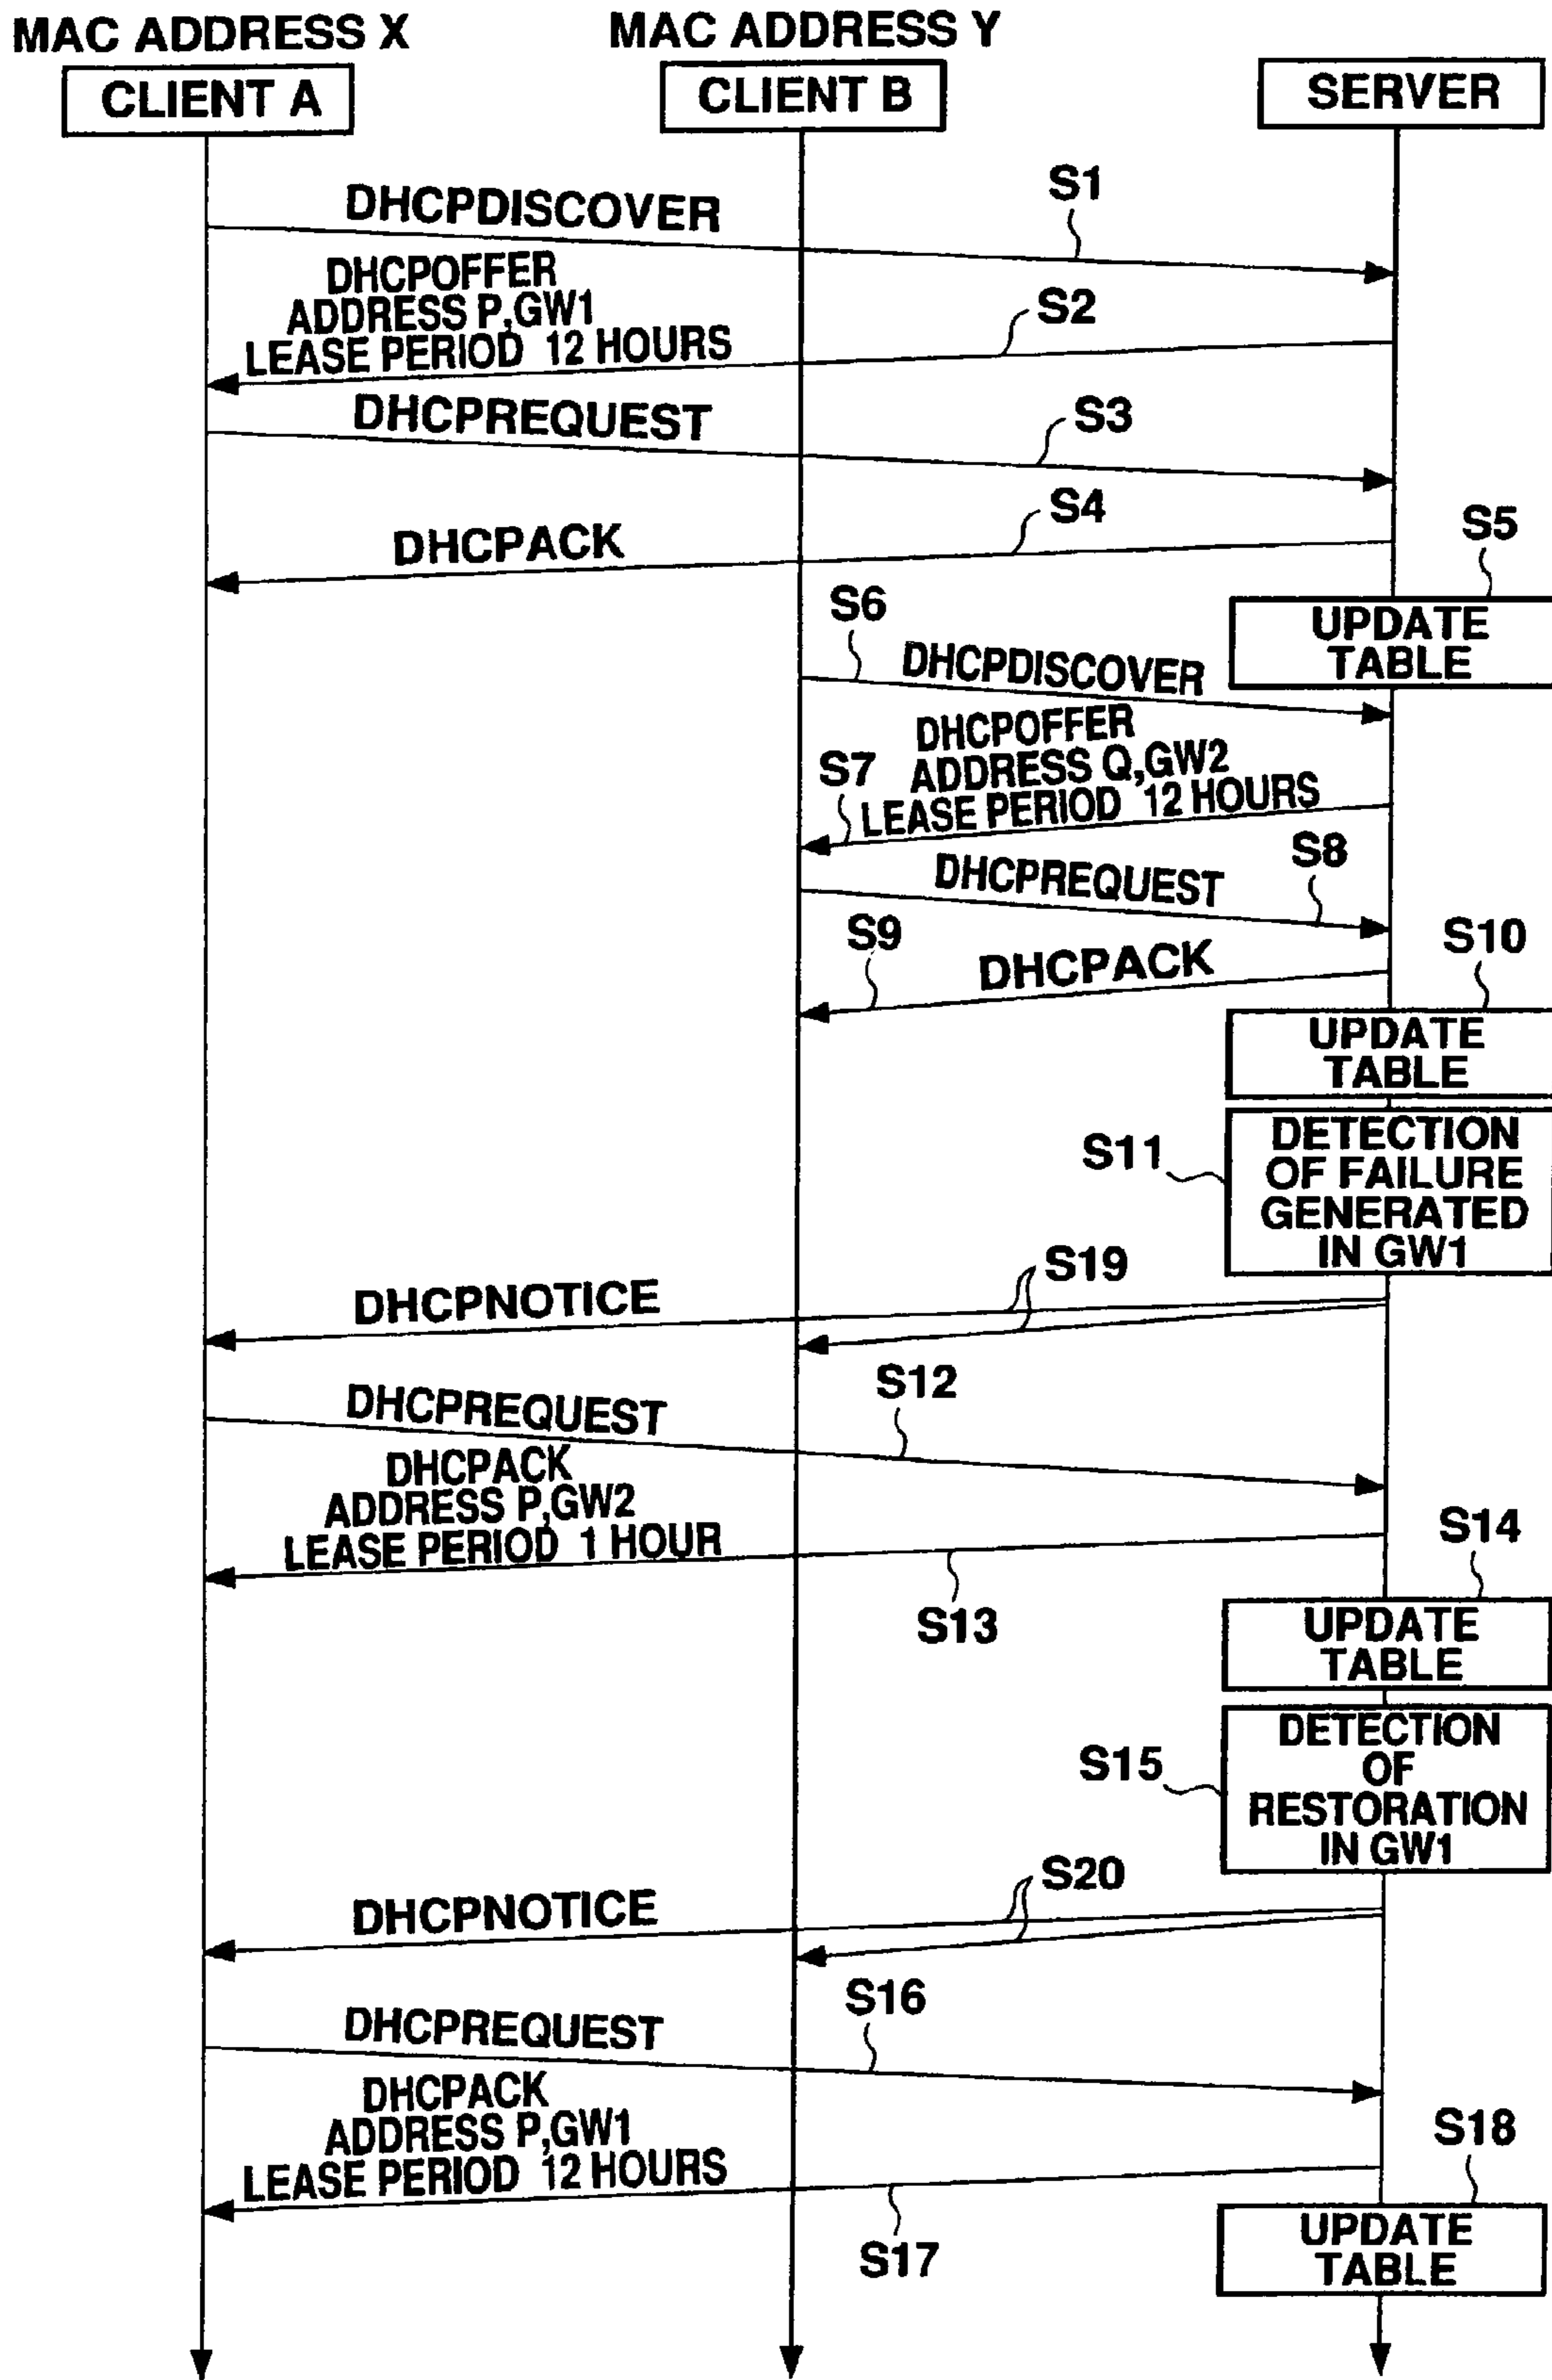 MAC ADDRESS X
MAC ADDRESS Y
CLIENT A
CLIENT B
SERVER
S1
DHCPDISCOVER
DHCPOFFER
ADDRESS P,GW1
LEASE PERIOD 12 HOURS
S2
DHCPREQUEST
S3
S4
DHCPACK
S5
UPDATE
TABLE
S6
DHCPDISCOVER
DHCPOFFER
ADDRESS Q,GW2
LEASE PERIOD 12 HOURS
S7
S8
DHCPREQUEST
S9
DHCPACK
S10
UPDATE
TABLE
S11
DETECTION
OF FAILURE
GENERATED
IN GW1
S19
DHCPNOTICE
S12
DHCPREQUEST
DHCPACK
ADDRESS P,GW2
LEASE PERIOD 1 HOUR
S13
S14
UPDATE
TABLE
S15
DETECTION
OF
RESTORATION
IN GW1
S20
DHCPNOTICE
S16
DHCPREQUEST
DHCPACK
ADDRESS P,GW1
LEASE PERIOD 12 HOURS
S17
S18
UPDATE
TABLE